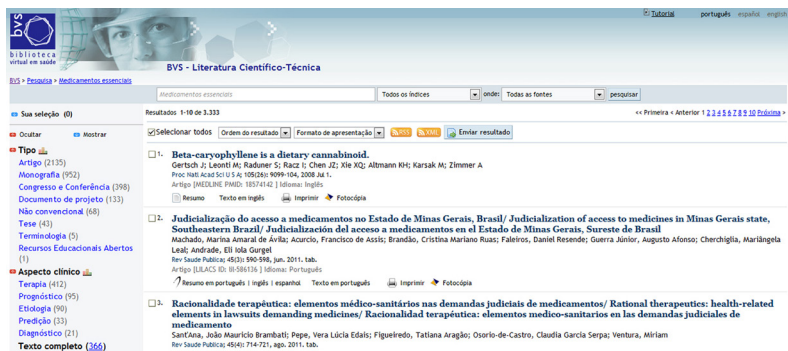 Tutorial português español english
bvs
biblioteca
virtual em saúde
BVS - Literatura Científico-Técnica
BVS > Pesquisa > Medicamentos essenciais
Medicamentos essenciais Todos os índices onde: Todas as fontes pesquisar
Sua seleção (0)
Resultados 1-10 de 3.333
<< Primeira < Anterior 1 2 3 4 5 6 7 8 9 10 Próxima >
Ocultar Mostrar
Selecionar todos Ordem do resultado Formato de apresentação RSS XML Enviar resultado
Tipo
Artigo (2135)
Monografia (952)
Congresso e Conferência (398)
Documento de projeto (133)
Não convencional (68)
Tese (43)
Terminologia (5)
Recursos Educacionais Abertos
(1)
Aspecto clínico
Terapia (412)
Prognóstico (95)
Etiologia (90)
Predição (33)
Diagnóstico (21)
Texto completo (366)
1. Beta-caryophyllene is a dietary cannabinoid.
Gertsch J; Leonti M; Raduner S; Racz I; Chen JZ; Xie XQ; Altmann KH; Karsak M; Zimmer A
Proc Natl Acad Sci U S A; 105(26): 9099-104, 2008 Jul 1.
Artigo [MEDLINE PMID: 18574142 ] Idioma: Inglês
Resumo Texto em inglês Imprimir Fotocópia
2. Judicialização do acesso a medicamentos no Estado de Minas Gerais, Brasil/ Judicialization of access to medicines in Minas Gerais state,
Southeastern Brazil/ Judicialización del acceso a medicamentos en el Estado de Minas Gerais, Sureste de Brasil
Machado, Marina Amaral de Ávila; Acurcio, Francisco de Assis; Brandão, Cristina Mariano Ruas; Faleiros, Daniel Resende; Guerra Júnior, Augusto Afonso; Cherchiglia, Mariângela
Leal; Andrade, Eli Iola Gurgel
Rev Saude Publica; 45(3): 590-598, jun. 2011. tab.
Artigo [LILACS ID: lil-586136 ] Idioma: Português
Resumo em português | inglês | espanhol Texto em português Imprimir Fotocópia
3. Racionalidade terapêutica: elementos médico-sanitários nas demandas judiciais de medicamentos/ Rational therapeutics: health-related
elements in lawsuits demanding medicines/ Racionalidad terapéutica: elementos medico-sanitarios en las demandas judiciales de
medicamento
Sant'Ana, João Maurício Brambati; Pepe, Vera Lúcia Edais; Figueiredo, Tatiana Aragão; Osorio-de-Castro, Claudia Garcia Serpa; Ventura, Miriam
Rev Saude Publica; 45(4): 714-721, ago. 2011. tab.